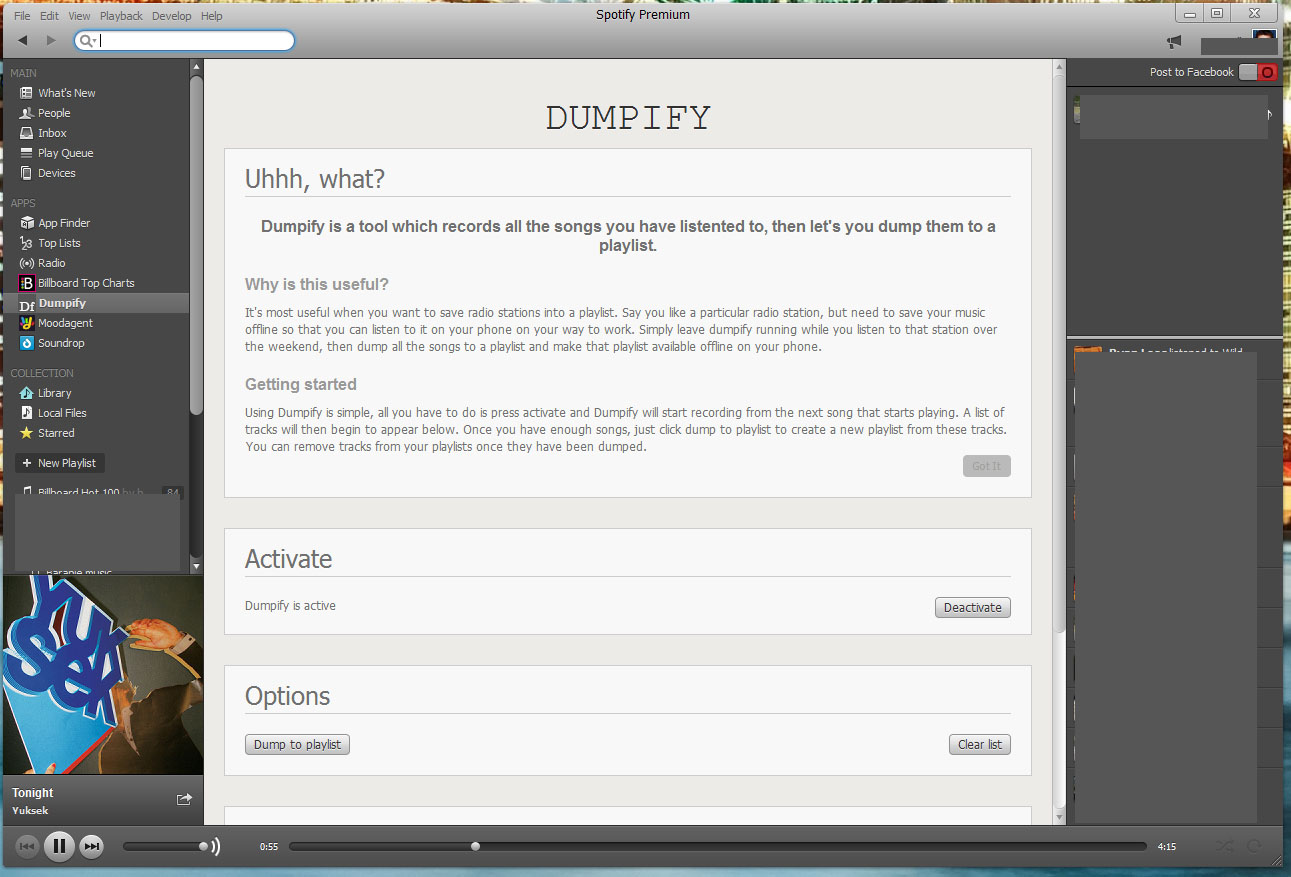 File Edit View Playback Develop Help
Spotify Premium
MAIN
What's New
People
Inbox
Play Queue
Devices
APPS
App Finder
Top Lists
Radio
Billboard Top Charts
Df Dumpify
Moodagent
Soundrop
COLLECTION
Library
Local Files
Starred
+ New Playlist
Billboard Hot 100 by b 84
Yuksek
Tonight
Yuksek
DUMPIFY
Uhhh, what?
Dumpify is a tool which records all the songs you have listented to, then let's you dump them to a
playlist.
Why is this useful?
It's most useful when you want to save radio stations into a playlist. Say you like a particular radio station, but need to save your music
offline so that you can listen to it on your phone on your way to work. Simply leave dumpify running while you listen to that station over
the weekend, then dump all the songs to a playlist and make that playlist available offline on your phone.
Getting started
Using Dumpify is simple, all you have to do is press activate and Dumpify will start recording from the next song that starts playing. A list of
tracks will then begin to appear below. Once you have enough songs, just click dump to playlist to create a new playlist from these tracks.
You can remove tracks from your playlists once they have been dumped.
Got It
Activate
Dumpify is active
Deactivate
Options
Dump to playlist
Clear list
Post to Facebook
listened to Wild
0:55
4:15